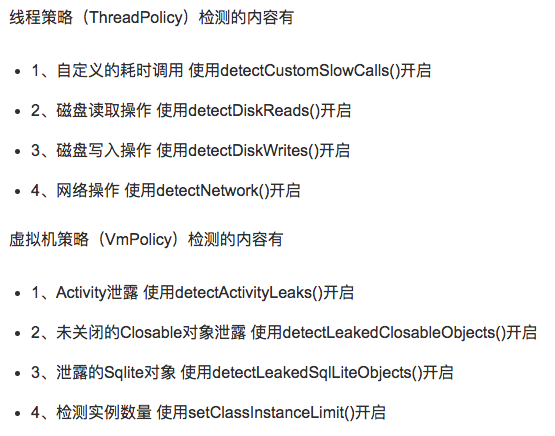 线程策略（ThreadPolicy）检测的内容有
• 1、自定义的耗时调用 使用detectCustomSlowCalls()开启
• 2、磁盘读取操作 使用detectDiskReads()开启
• 3、磁盘写入操作 使用detectDiskWrites()开启
• 4、网络操作 使用detectNetwork()开启
虚拟机策略（VmPolicy）检测的内容有
• 1、Activity泄露 使用detectActivityLeaks()开启
• 2、未关闭的Closable对象泄露 使用detectLeakedClosableObjects()开启
• 3、泄露的Sqlite对象 使用detectLeakedSqlLiteObjects()开启
• 4、检测实例数量 使用setClassInstanceLimit()开启